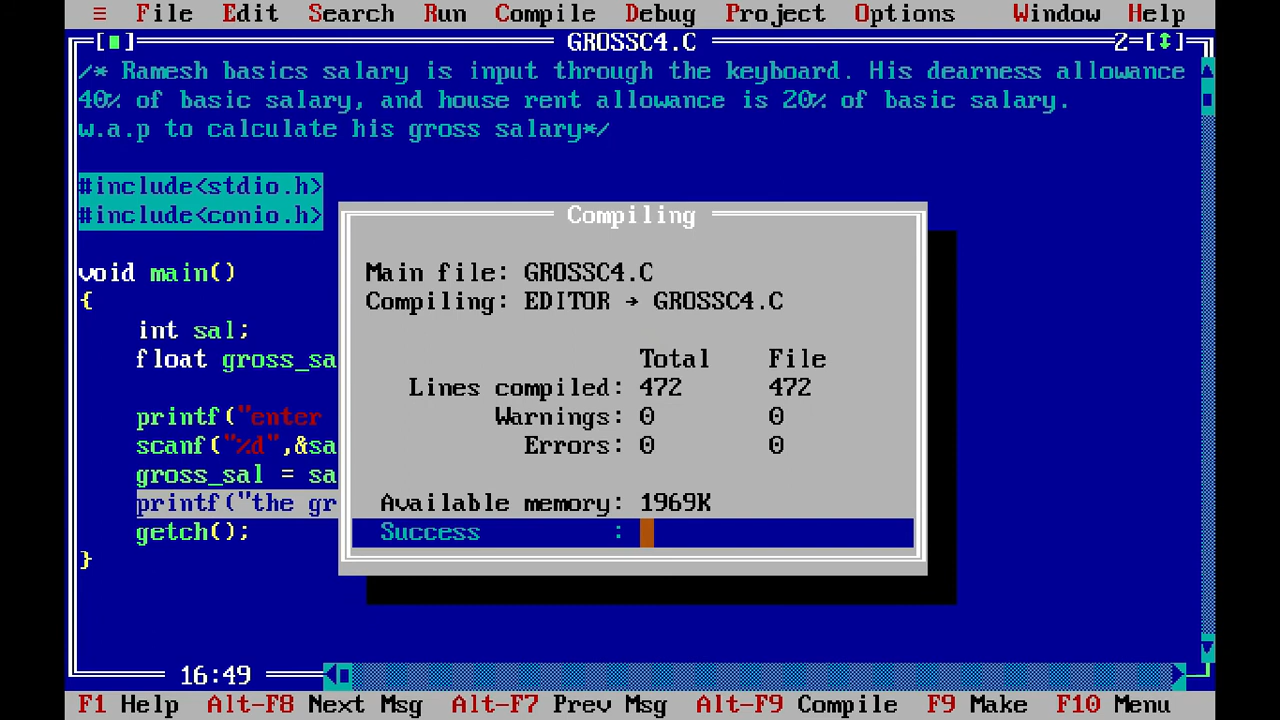 ≡ File Edit Search Run Compile Debug Project Options Window Help
[■] GROSSC4.C 2=[↕]
/* Ramesh basics salary is input through the keyboard. His dearness allowance
40% of basic salary, and house rent allowance is 20% of basic salary.
w.a.p to calculate his gross salary*/
#include<stdio.h>
#include<conio.h>
Compiling
Main file: GROSSC4.C
Compiling: EDITOR → GROSSC4.C
Total File
Lines compiled: 472 472
Warnings: 0 0
Errors: 0 0
Available memory: 1969K
Success :
void main()
{
int sal;
float gross_sa
printf("enter
scanf("%d",&sa
gross_sal = sa
printf("the gr
getch();
}
16:49
F1 Help Alt-F8 Next Msg Alt-F7 Prev Msg Alt-F9 Compile F9 Make F10 Menu